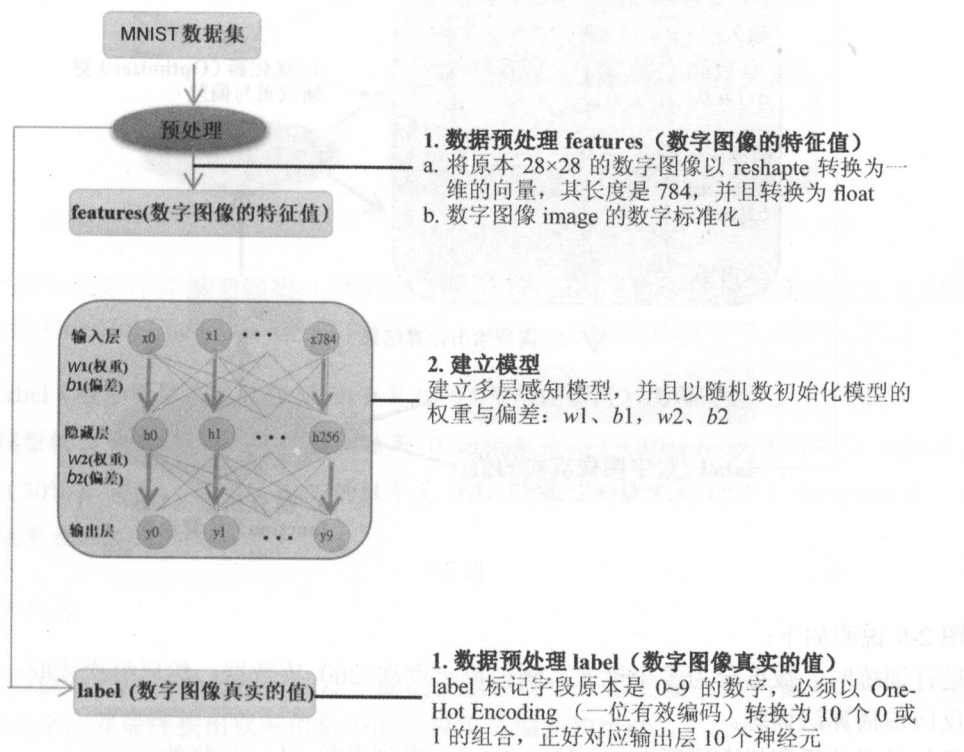 MNIST数据集
预处理
1. 数据预处理 features（数字图像的特征值）
a. 将原本 28×28 的数字图像以 reshapte 转换为一
维的向量，其长度是 784，并且转换为 float
b. 数字图像 image 的数字标准化
features(数字图像的特征值)
输入层 x0 x1 ··· x784
w1(权重)
b1(偏差)
隐藏层 h0 h1 ··· h256
w2(权重)
b2(偏差)
输出层 y0 y1 ··· y9
2. 建立模型
建立多层感知模型，并且以随机数初始化模型的
权重与偏差：w1、b1，w2、b2
label (数字图像真实的值)
1. 数据预处理 label（数字图像真实的值）
label 标记字段原本是 0~9 的数字，必须以 One-
Hot Encoding （一位有效编码）转换为 10 个 0 或
1 的组合，正好对应输出层 10 个神经元